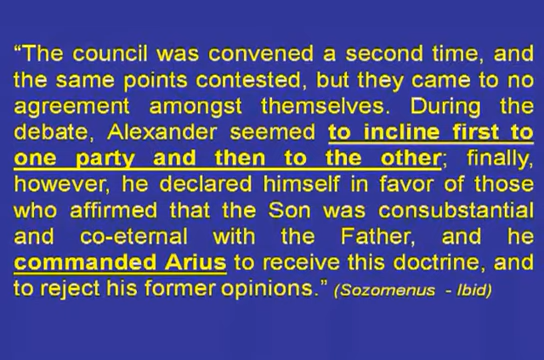 “The council was convened a second time, and
the same points contested, but they came to no
agreement amongst themselves. During the
debate, Alexander seemed to incline first to
one party and then to the other; finally,
however, he declared himself in favor of those
who affirmed that the Son was consubstantial
and co-eternal with the Father, and he
commanded Arius to receive this doctrine, and
to reject his former opinions.” (Sozomenus - Ibid)